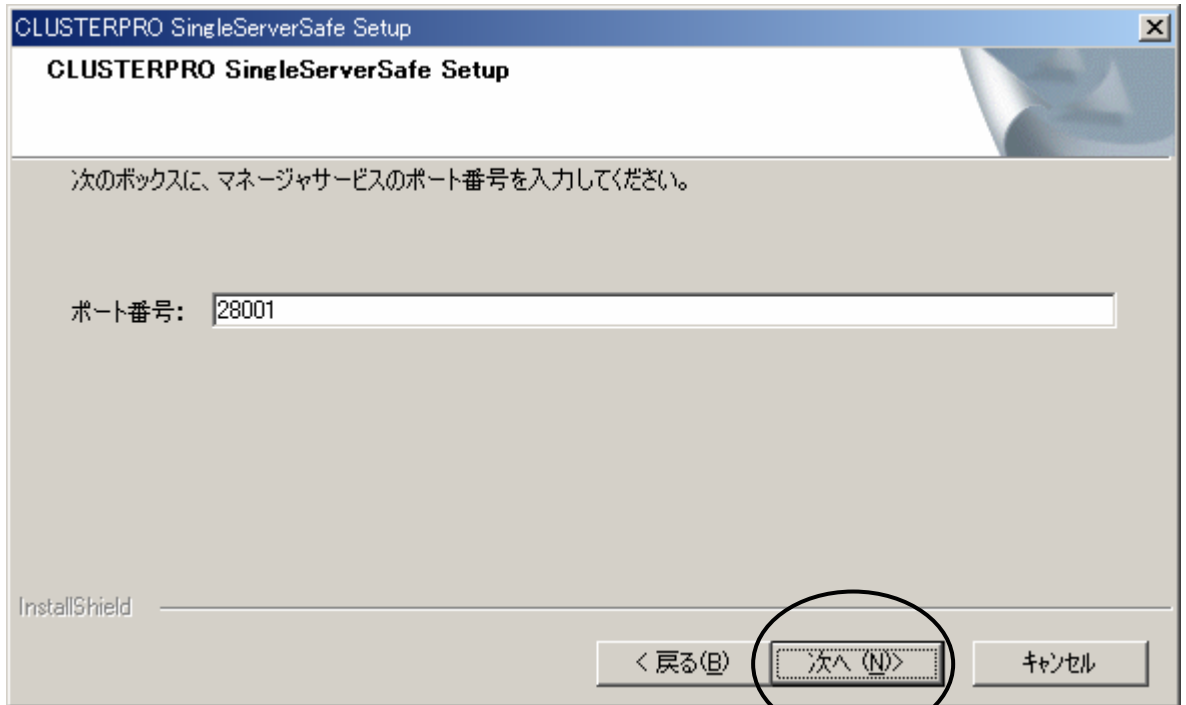 CLUSTERPRO SingleServerSafe Setup
CLUSTERPRO SingleServerSafe Setup
次のボックスに、マネージャサービスのポート番号を入力してください。
ポート番号: 28001
InstallShield
< 戻る(B) 次へ (N)> キャンセル